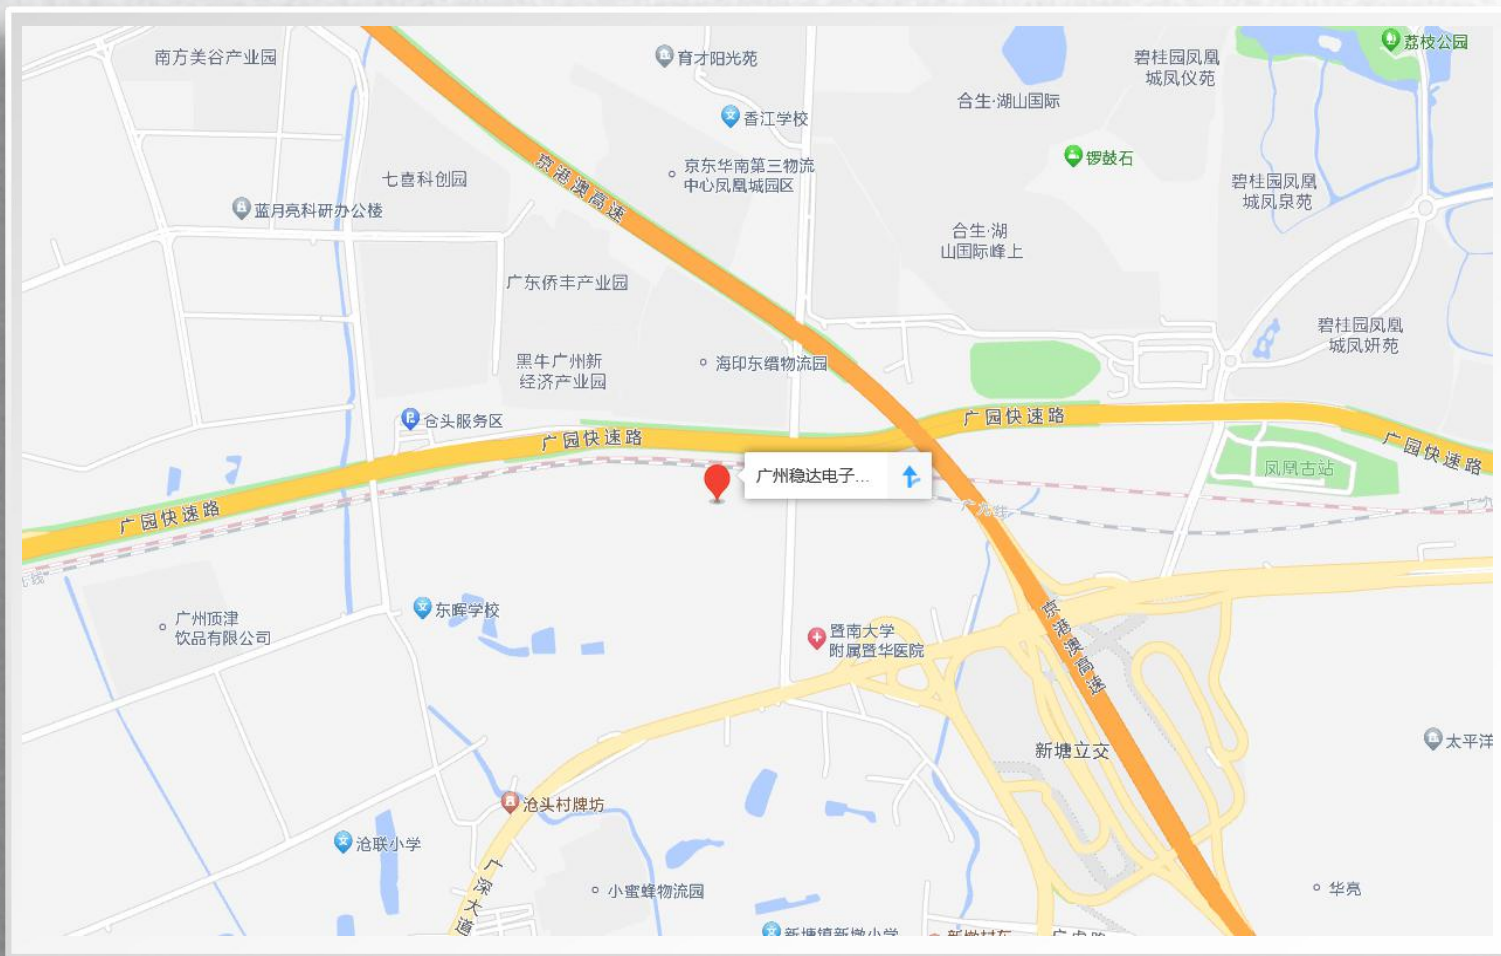 南方美谷产业园
育才阳光苑
碧桂园凤凰
城凤仪苑
荔枝公园
合生·湖山国际
香江学校
京港澳高速
京东华南第三物流
中心凤凰城园区
锣鼓石
七喜科创园
碧桂园凤凰
城凤泉苑
蓝月亮科研办公楼
合生·湖
山国际峰上
广东侨丰产业园
碧桂园凤凰
城凤妍苑
黑牛广州新
经济产业园
海印东缙物流园
仓头服务区
广园快速路
广园快速路
广园快速路
凤凰古站
广州稳达电子...
广园快速路
广九线
广州顶津
饮品有限公司
东晖学校
暨南大学
附属暨华医院
京港澳高速
新塘立交
太平洋
沧头村牌坊
沧联小学
广深大道
小蜜蜂物流园
华亮
新塘镇新墩小学